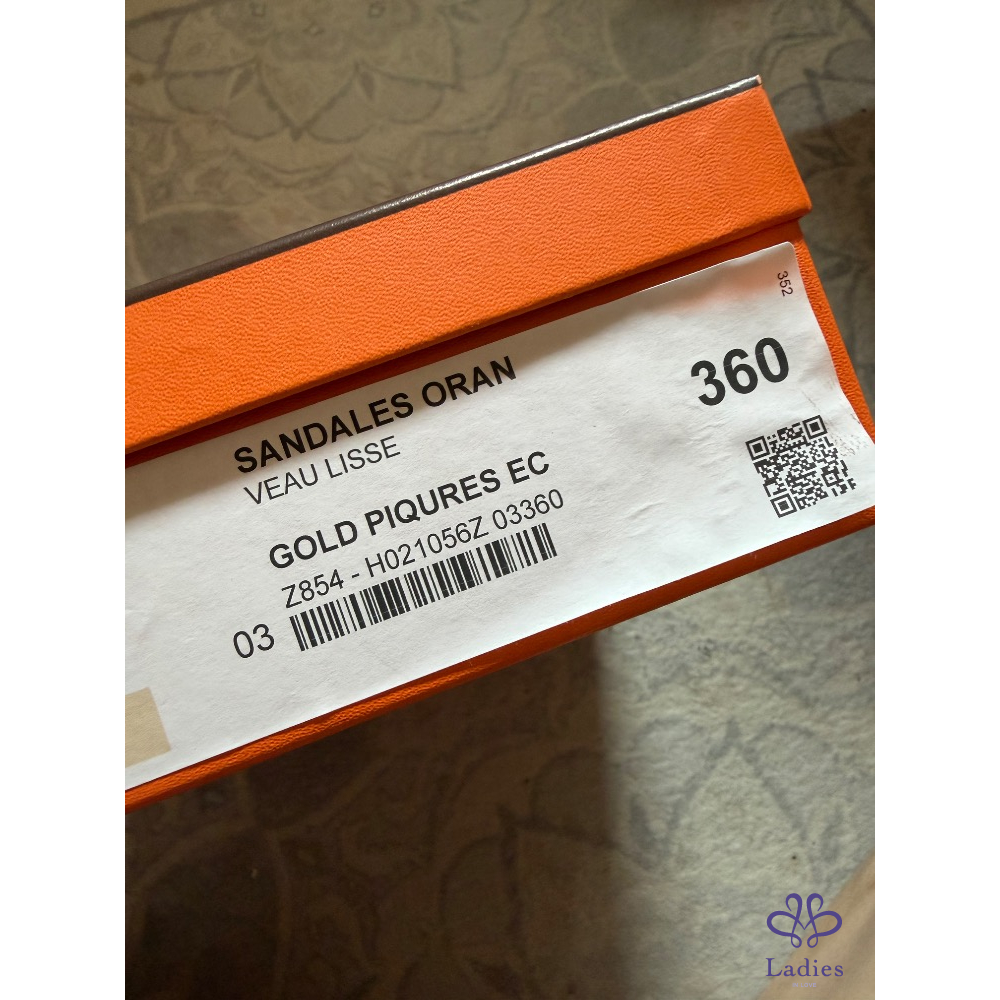 352
360
SANDALES ORAN
VEAU LISSE
GOLD PIQURES EC
Z854 - H021056Z 03360
03
Ladies